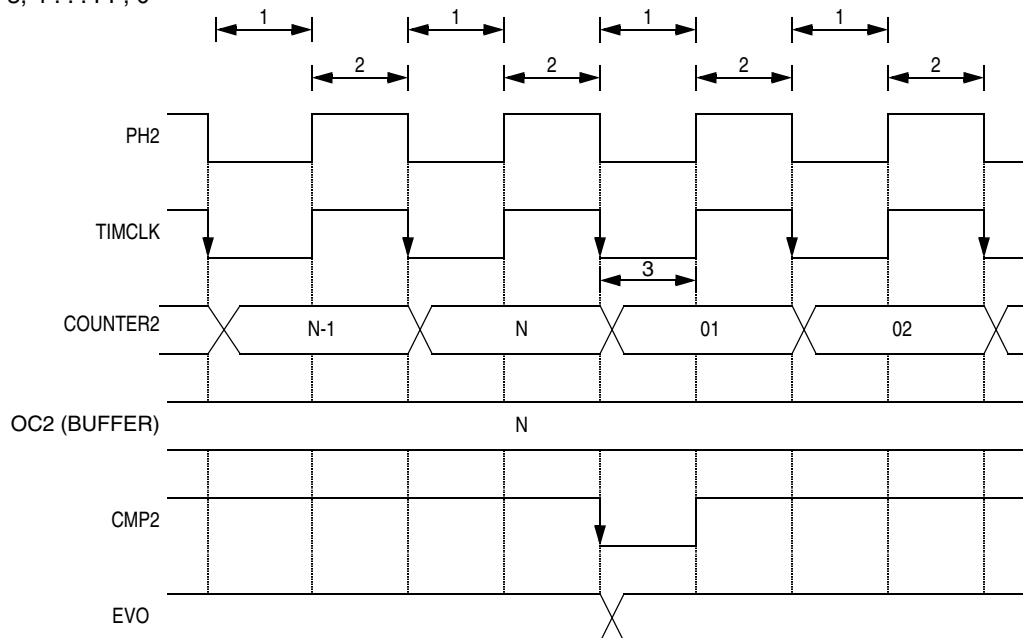 1 1 1 1
2 2 2 2
PH2
TIMCLK
3
COUNTER2 N-1 N 01 02
OC2 (BUFFER) N
CMP2
EVO